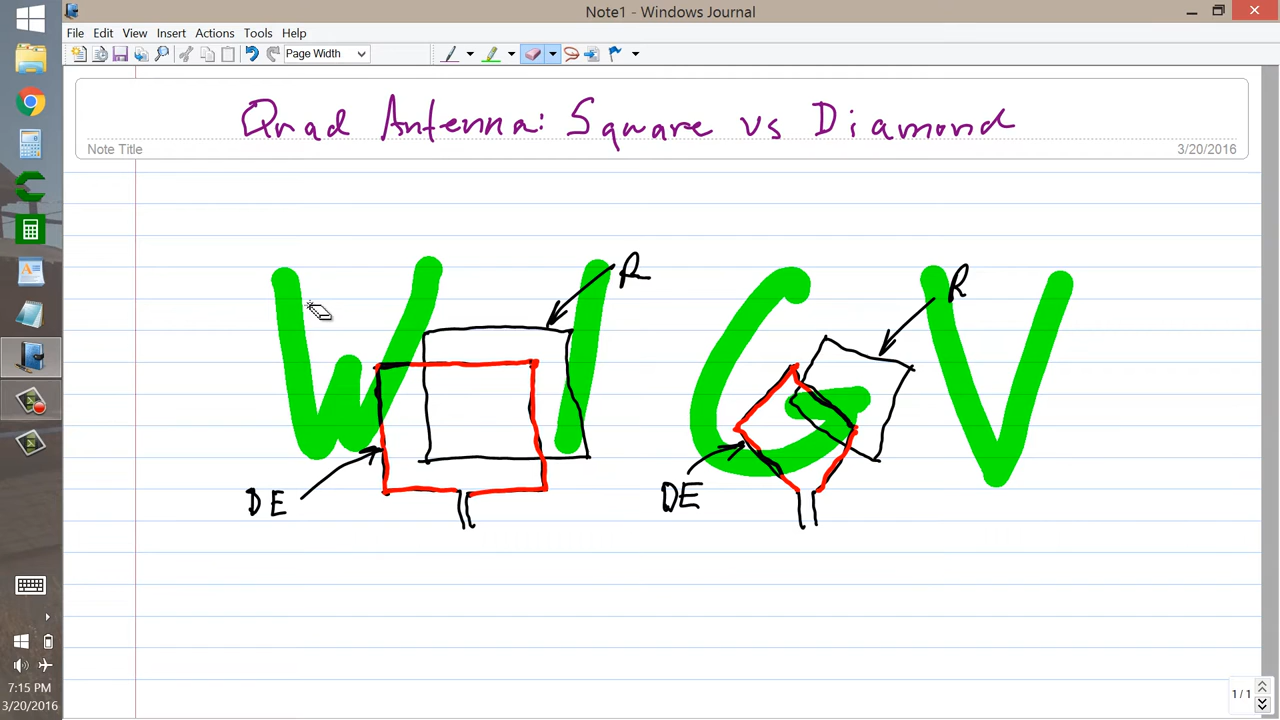 Note1 - Windows Journal
File Edit View Insert Actions Tools Help
Page Width
Quad Antenna: Square vs Diamond
Note Title
3/20/2016
W1GV
R
R
DE
DE
1/1
7:15 PM
3/20/2016